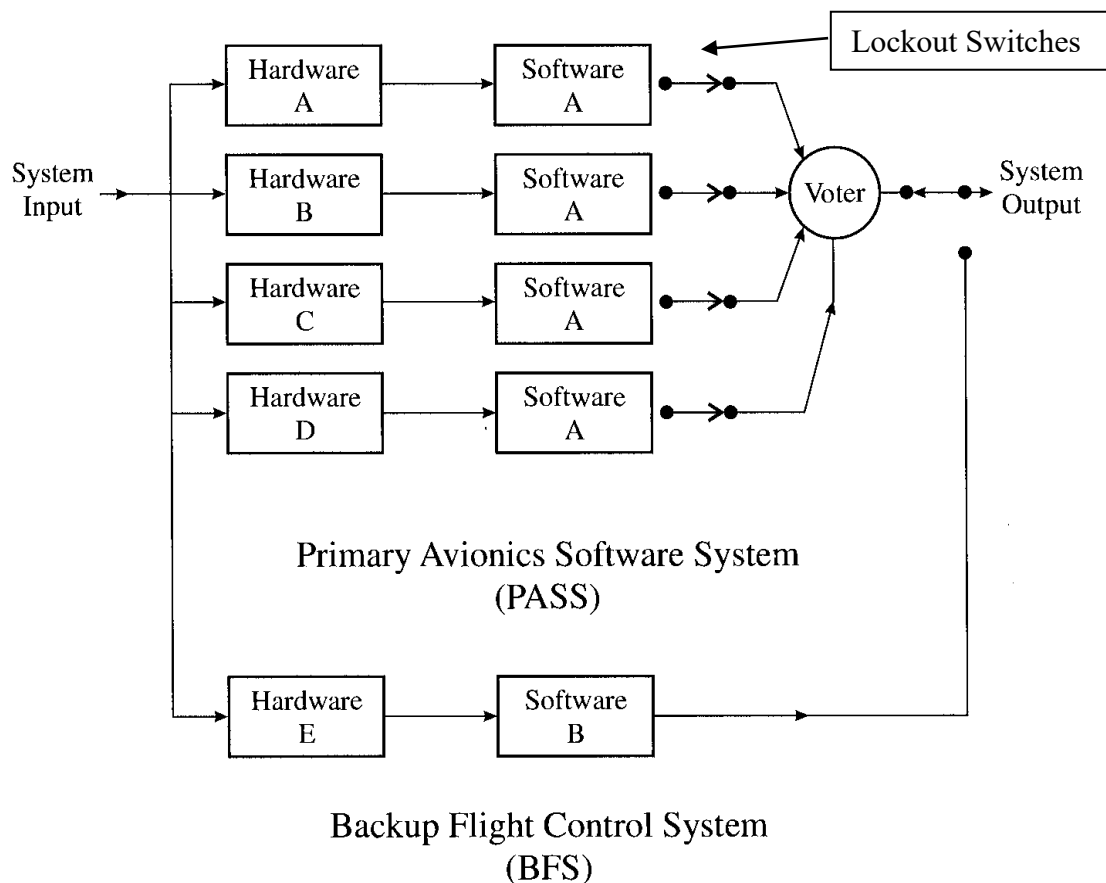 Lockout Switches
Hardware
A
Software
A
System
Input
Hardware
B
Software
A
Voter
System
Output
Hardware
C
Software
A
Hardware
D
Software
A
Primary Avionics Software System
(PASS)
Hardware
E
Software
B
Backup Flight Control System
(BFS)